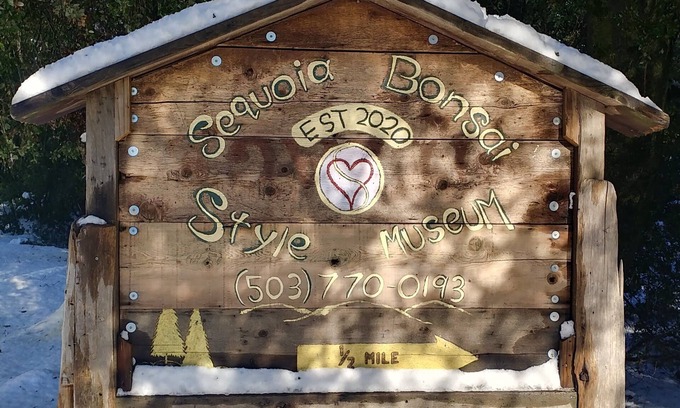 Sequoia Bonsai
EST 2020
Style Museum
(503) 770-0193
1/2 MILE